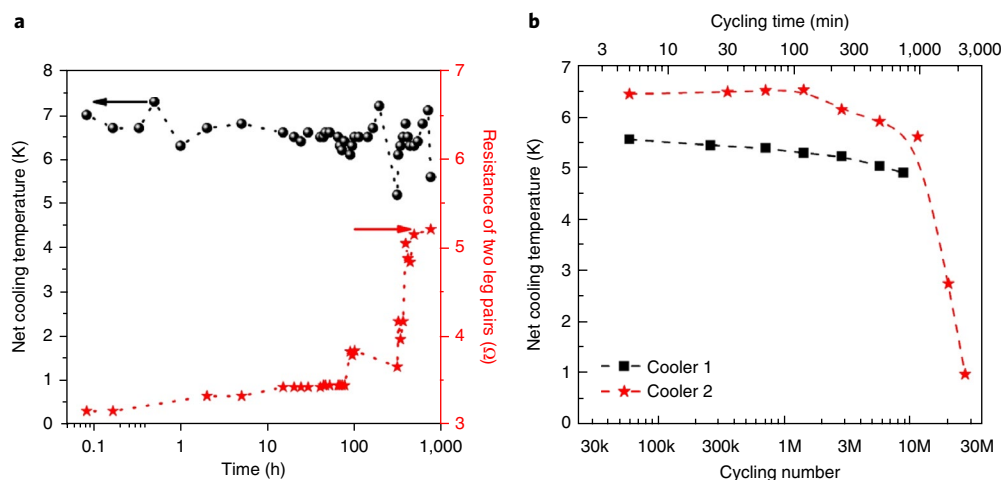 a
Net cooling temperature (K)
8
7
6
5
4
3
2
1
0
0.1 1 10 100 1,000
Time (h)
7
6
5
4
3
Resistance of two leg pairs (Ω)
b
Cycling time (min)
3 10 30 100 300 1,000 3,000
Net cooling temperature (K)
7
6
5
4
3
2
1
0
Cooler 1
Cooler 2
30k 100k 300k 1M 3M 10M 30M
Cycling number